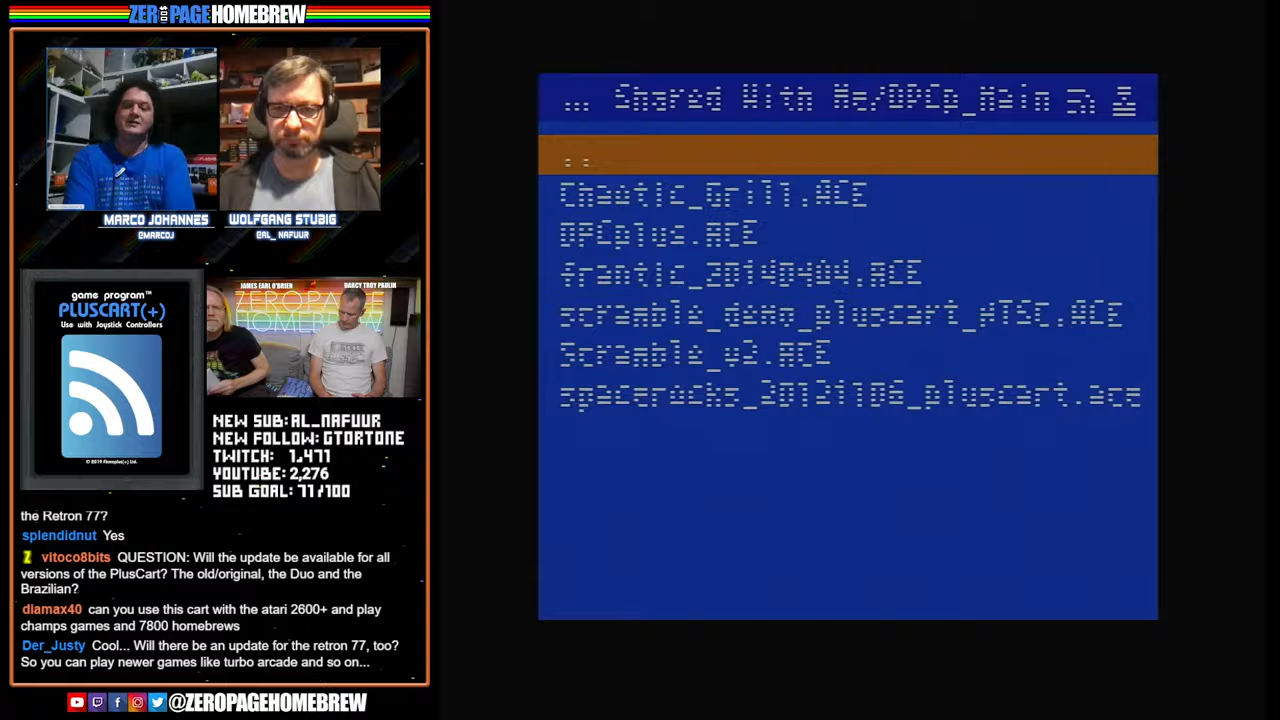 ZEROPAGE HOMEBREW
MARCO JOHANNES
@MARCOJ
WOLFGANG STUBIG
@AL_NAFUUR
game program™
PLUSCART(+)
Use with Joystick Controllers
JAMES EARL O'BRIEN
DARCY TROY PAULIN
ZEROPAGE
HOMEBREW
NEW SUB: AL_NAFUUR
NEW FOLLOW: GTORTONE
TWITCH: 1,471
YOUTUBE: 2,276
SUB GOAL: 77/100
the Retron 77?
splendidnut Yes
vitoco8bits QUESTION: Will the update be available for all
versions of the PlusCart? The old/original, the Duo and the
Brazilian?
diamax40 can you use this cart with the atari 2600+ and play
champs games and 7800 homebrews
Der_Justy Cool... Will there be an update for the retron 77, too?
So you can play newer games like turbo arcade and so on...
@ZEROPAGEHOMEBREW
... Shared With Me/DPCp_Main
..
Chaotic_Grill.ACE
DPCplus.ACE
frantic_20140404.ACE
scramble_demo_pluscart_NTSC.ACE
Scramble_v2.ACE
spacerocks_20121106_pluscart.ace